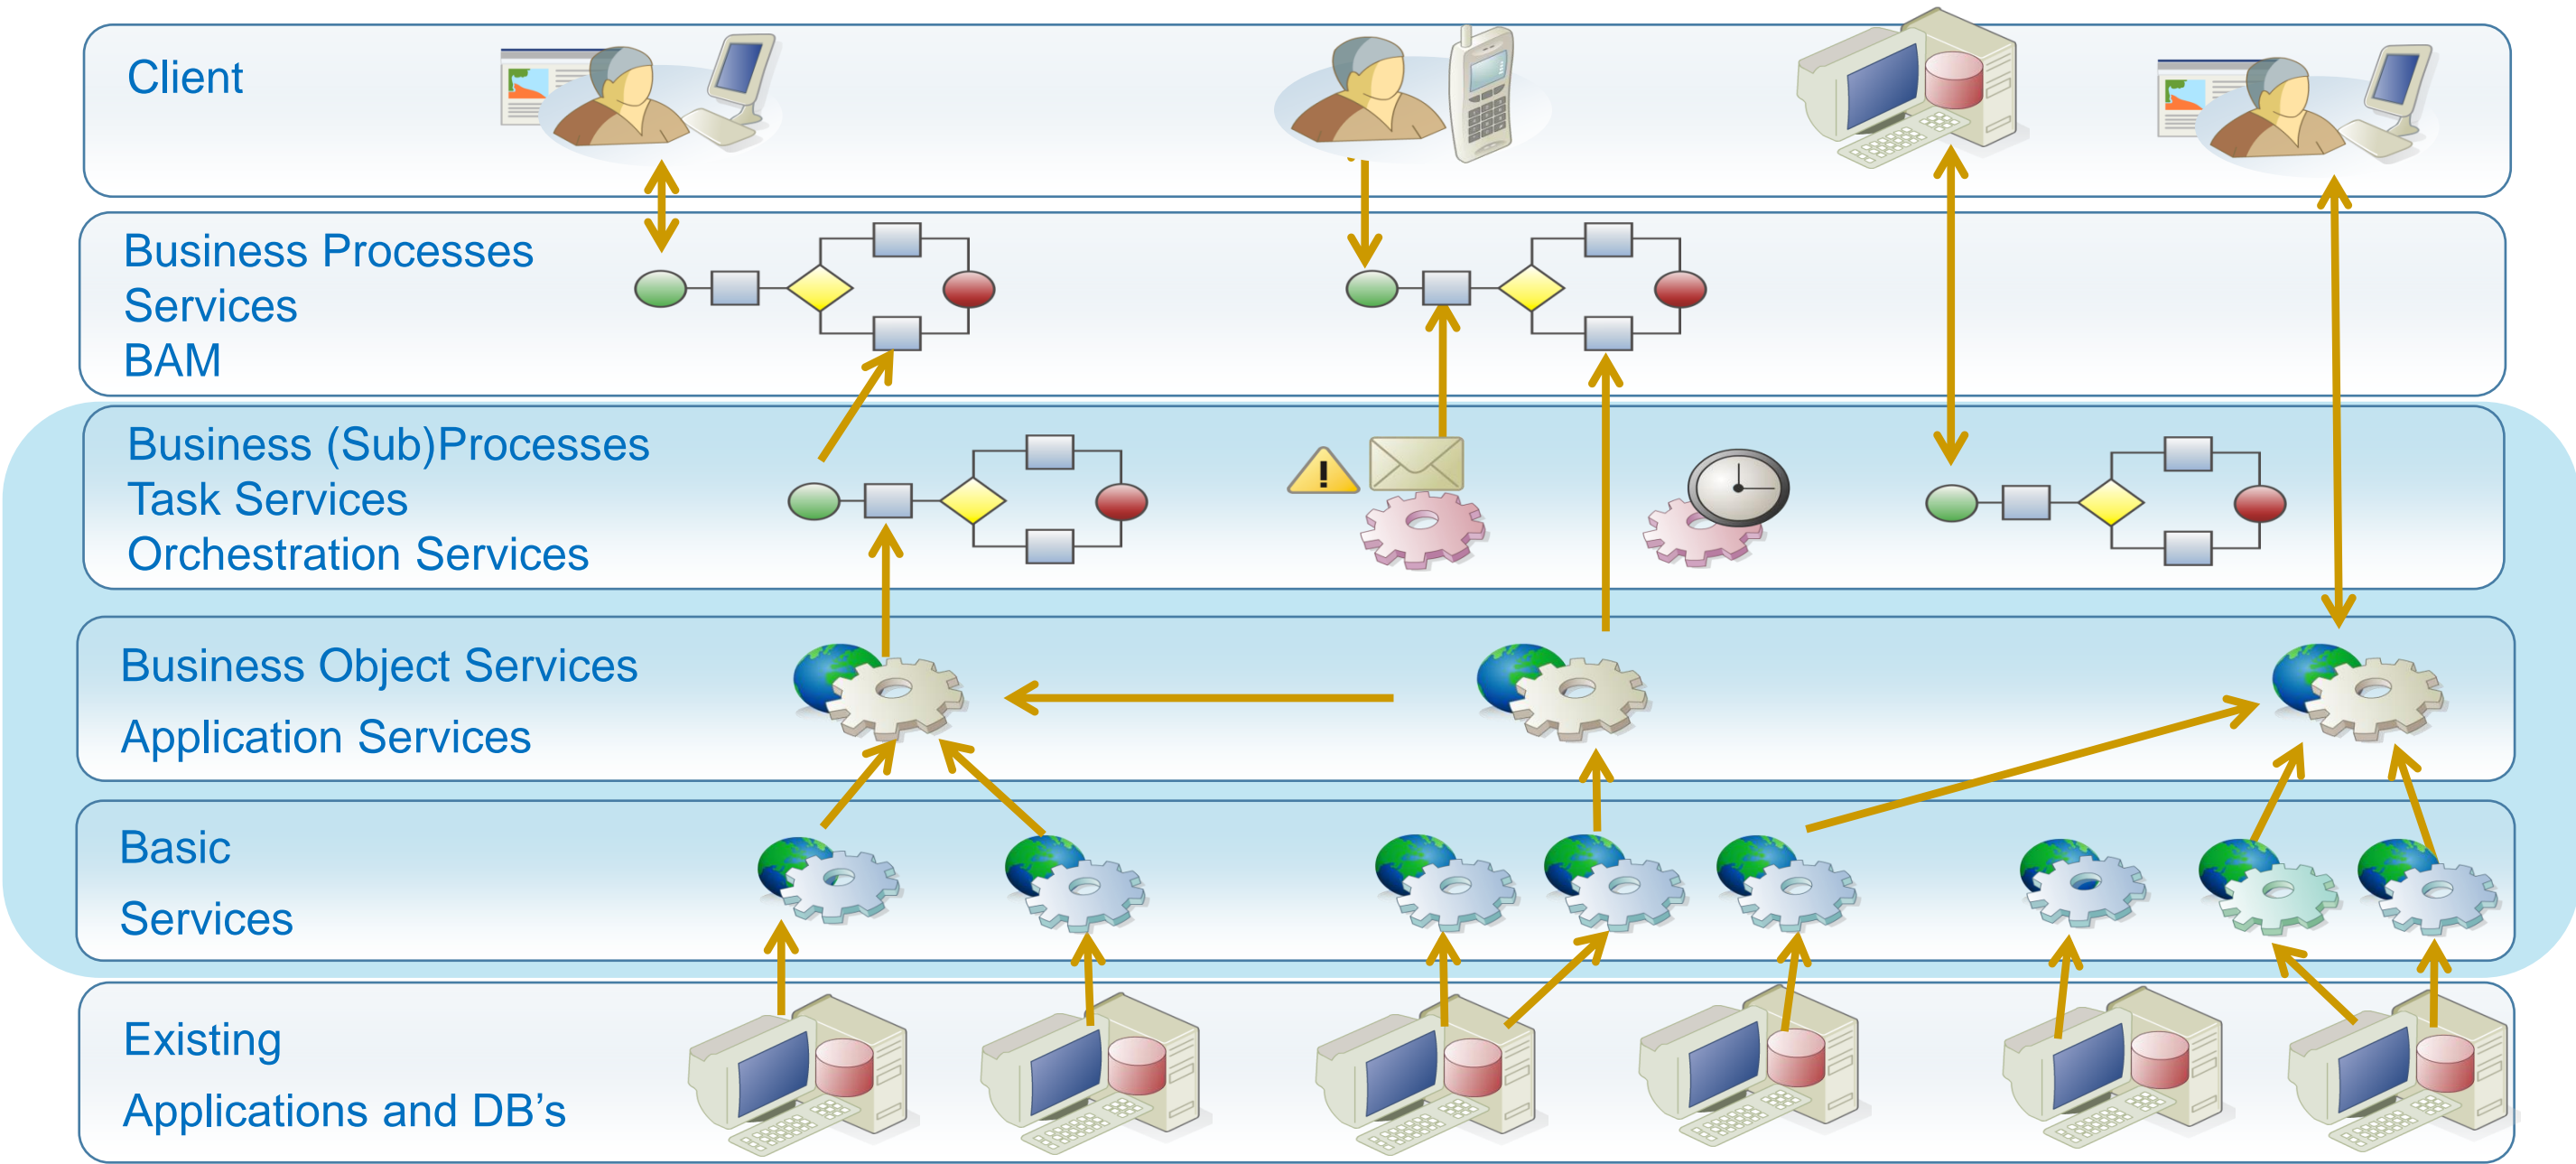 Client
Business Processes
Services
BAM
Business (Sub)Processes
Task Services
Orchestration Services
Business Object Services
Application Services
Basic
Services
Existing
Applications and DB's